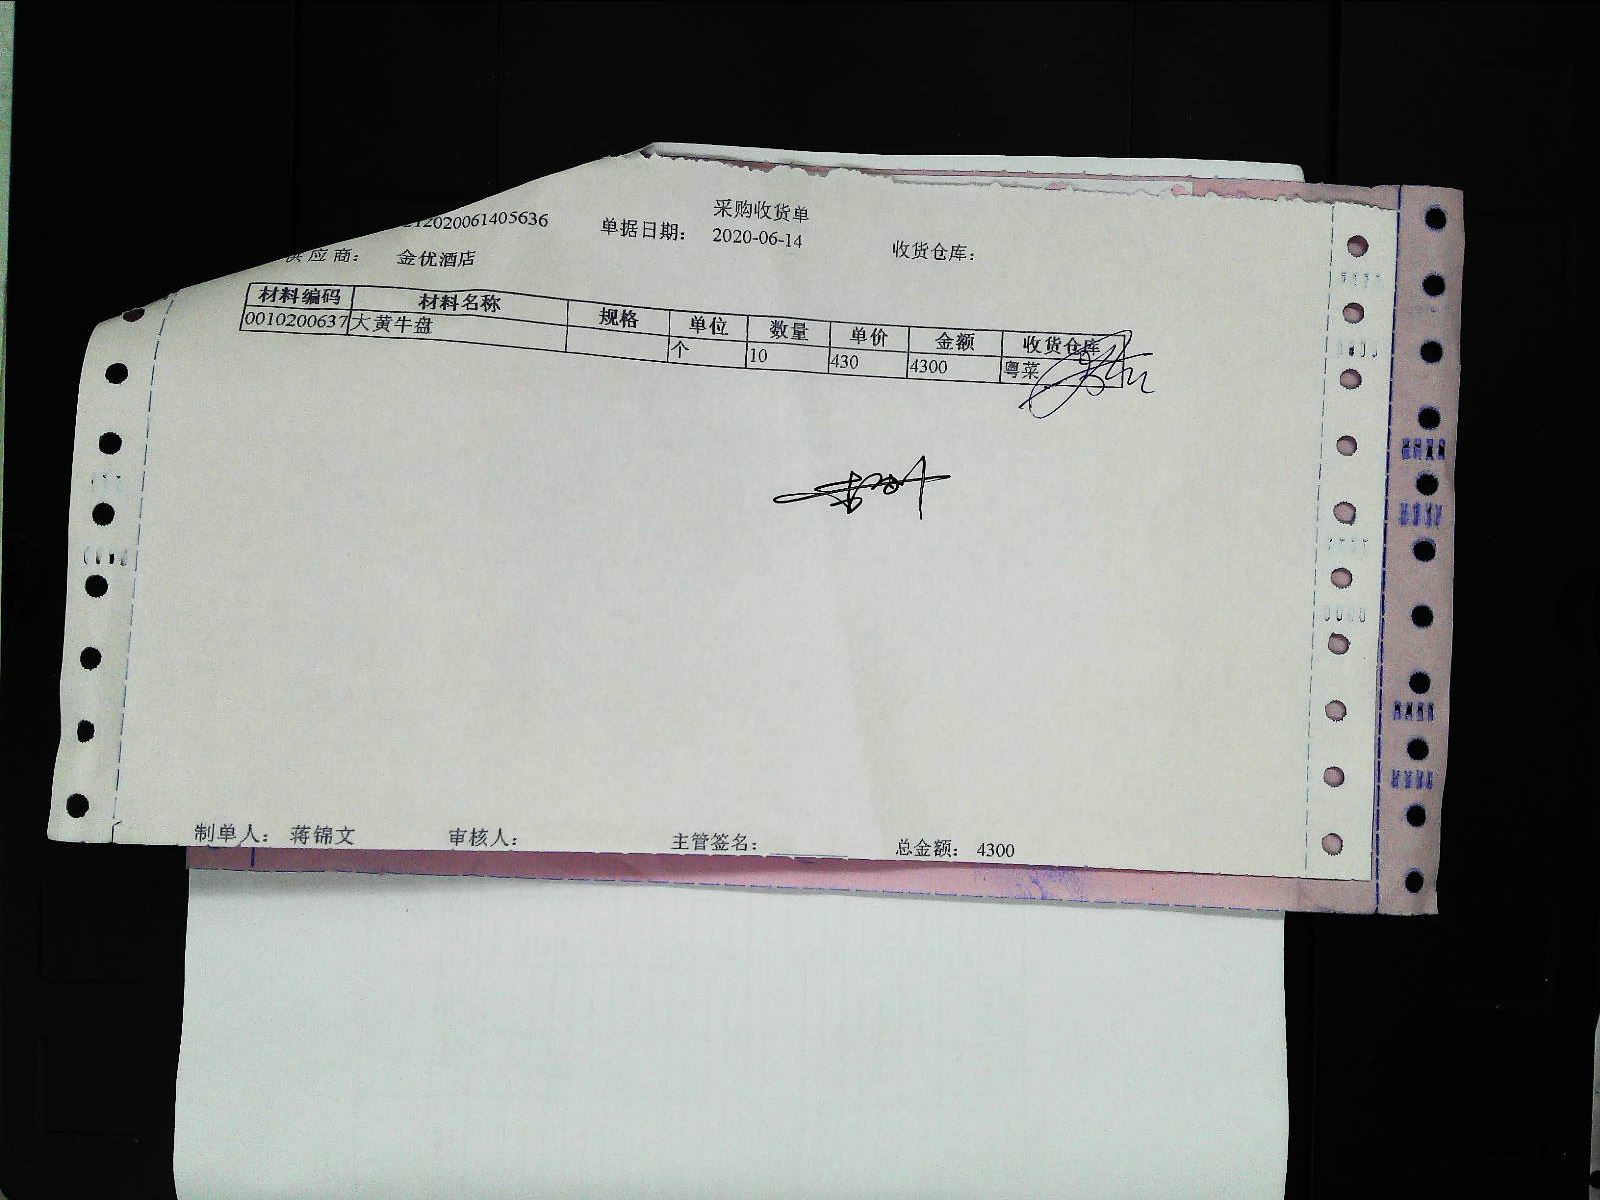 采购收货单
2020061405636 单据日期： 2020-06-14 收货仓库：
供应商： 金优酒店
材料编码 材料名称 规格 单位 数量 单价 金额 收货仓库
0010200637 大黄牛盘 个 10 430 4300 粤菜
制单人： 蒋锦文 审核人： 主管签名： 总金额： 4300